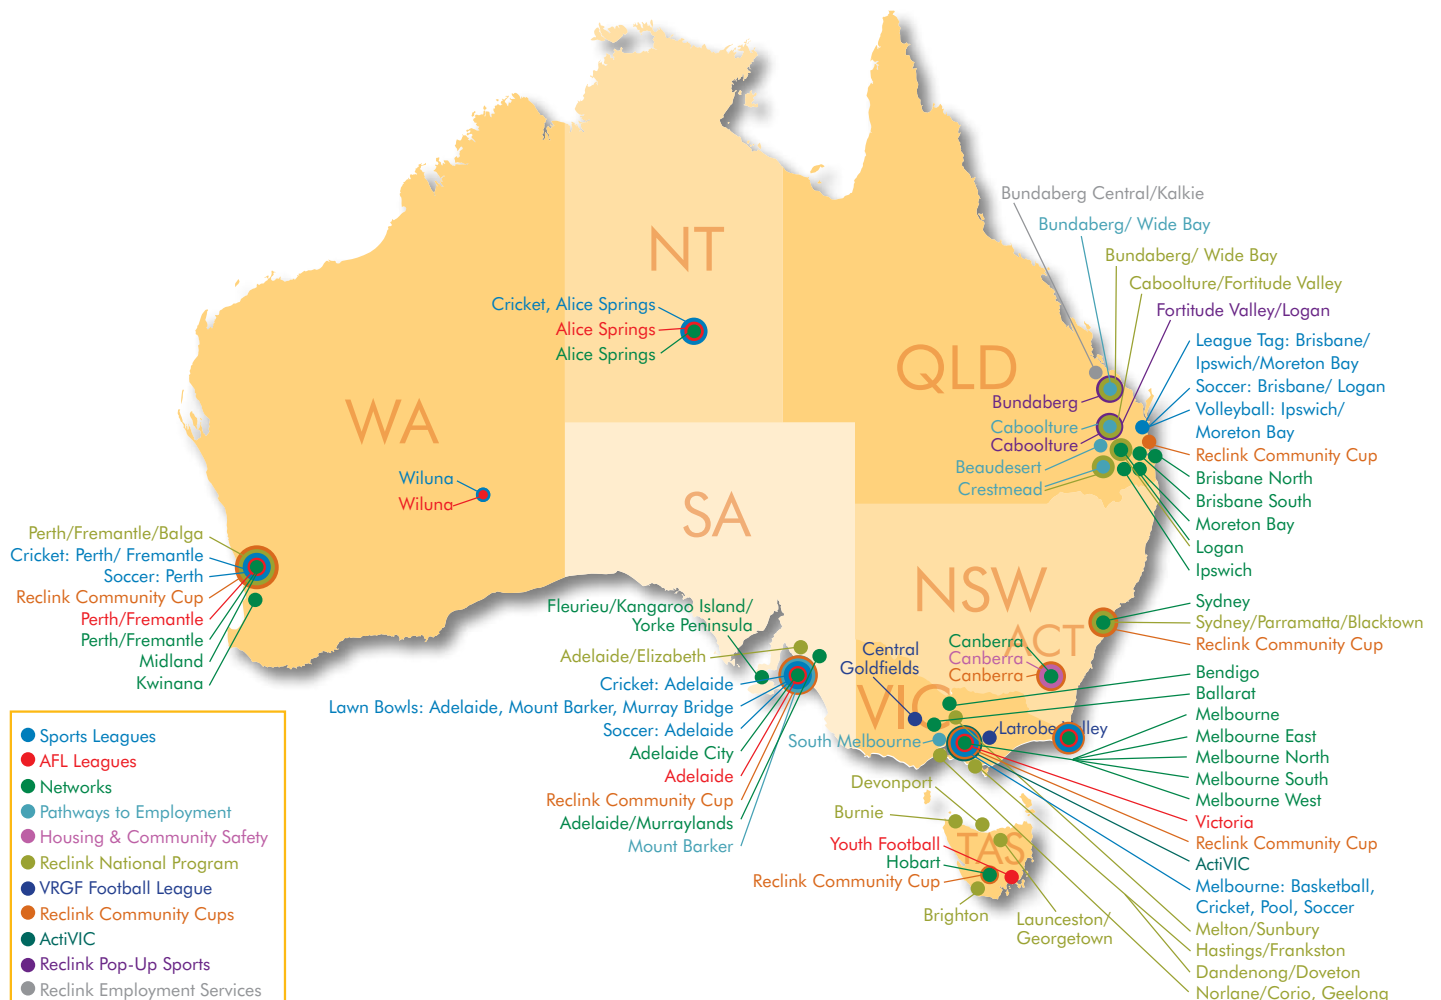 NT
QLD
WA
SA
NSW
ACT
VIC
TAS
Cricket, Alice Springs
Alice Springs
Alice Springs
Wiluna
Wiluna
Perth/Fremantle/Balga
Cricket: Perth/ Fremantle
Soccer: Perth
Reclink Community Cup
Perth/Fremantle
Perth/Fremantle
Midland
Kwinana
Bundaberg Central/Kalkie
Bundaberg/ Wide Bay
Bundaberg/ Wide Bay
Caboolture/Fortitude Valley
Fortitude Valley/Logan
League Tag: Brisbane/
Ipswich/Moreton Bay
Soccer: Brisbane/ Logan
Volleyball: Ipswich/
Moreton Bay
Reclink Community Cup
Brisbane North
Brisbane South
Moreton Bay
Logan
Ipswich
Bundaberg
Caboolture
Caboolture
Beaudesert
Crestmead
Sydney
Sydney/Parramatta/Blacktown
Reclink Community Cup
Canberra
Canberra
Canberra
Fleurieu/Kangaroo Island/
Yorke Peninsula
Adelaide/Elizabeth
Cricket: Adelaide
Lawn Bowls: Adelaide, Mount Barker, Murray Bridge
Soccer: Adelaide
Adelaide City
Adelaide
Reclink Community Cup
Adelaide/Murraylands
Mount Barker
Central
Goldfields
South Melbourne
Latrobe Valley
Bendigo
Ballarat
Melbourne
Melbourne East
Melbourne North
Melbourne South
Melbourne West
Victoria
Reclink Community Cup
ActiVIC
Melbourne: Basketball,
Cricket, Pool, Soccer
Melton/Sunbury
Hastings/Frankston
Dandenong/Doveton
Norlane/Corio, Geelong
Devonport
Burnie
Youth Football
Hobart
Reclink Community Cup
Brighton
Launceston/
Georgetown
Sports Leagues
AFL Leagues
Networks
Pathways to Employment
Housing & Community Safety
Reclink National Program
VRGF Football League
Reclink Community Cups
ActiVIC
Reclink Pop-Up Sports
Reclink Employment Services